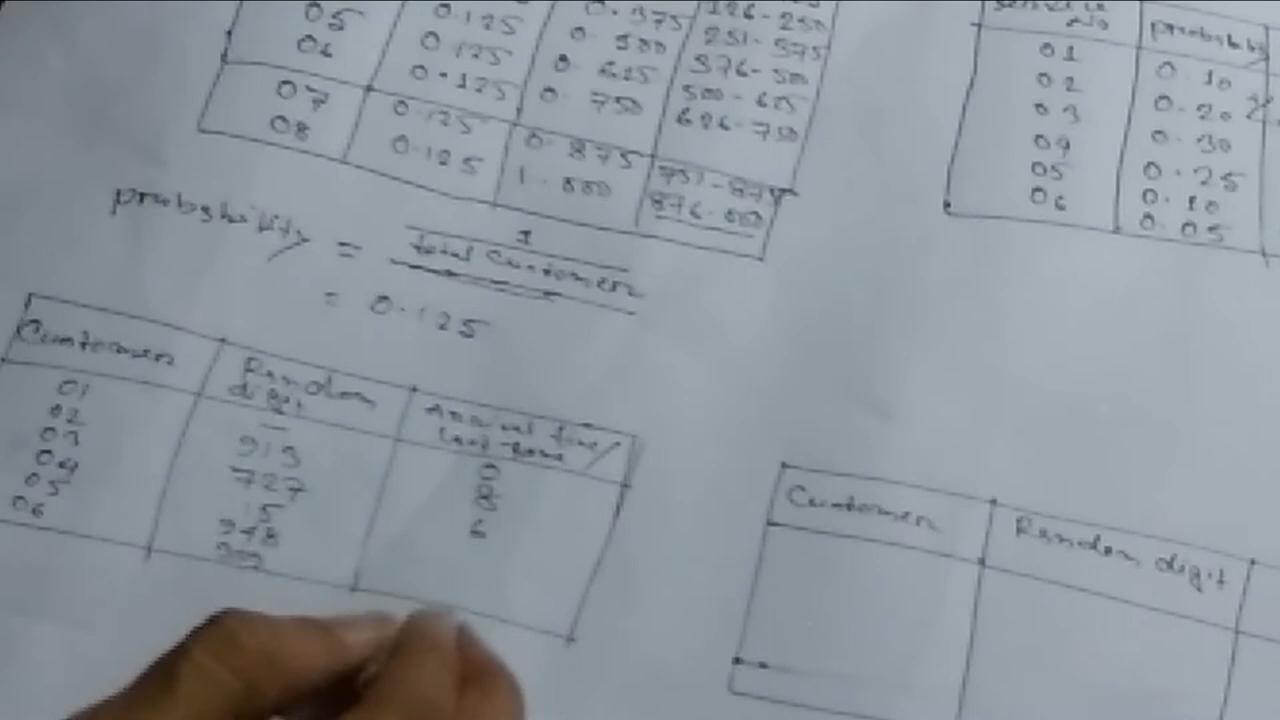 05 0.125 0.375 126-250
06 0.125 0.500 251-375
0.125 0.625 376-500
07 0.125 0.750 500-625
08 0.125 0.875 626-750
1.000 751-875
876-000
No probability
01 0.10
02 0.20
03 0.30
04 0.25
05 0.10
06 0.05
probability = 1
total customer
= 0.125
Customer Random digit Arrival time/
01 — 0
02 913 8
03 727 6
04 15
05 948
06 309
Customer Random digit